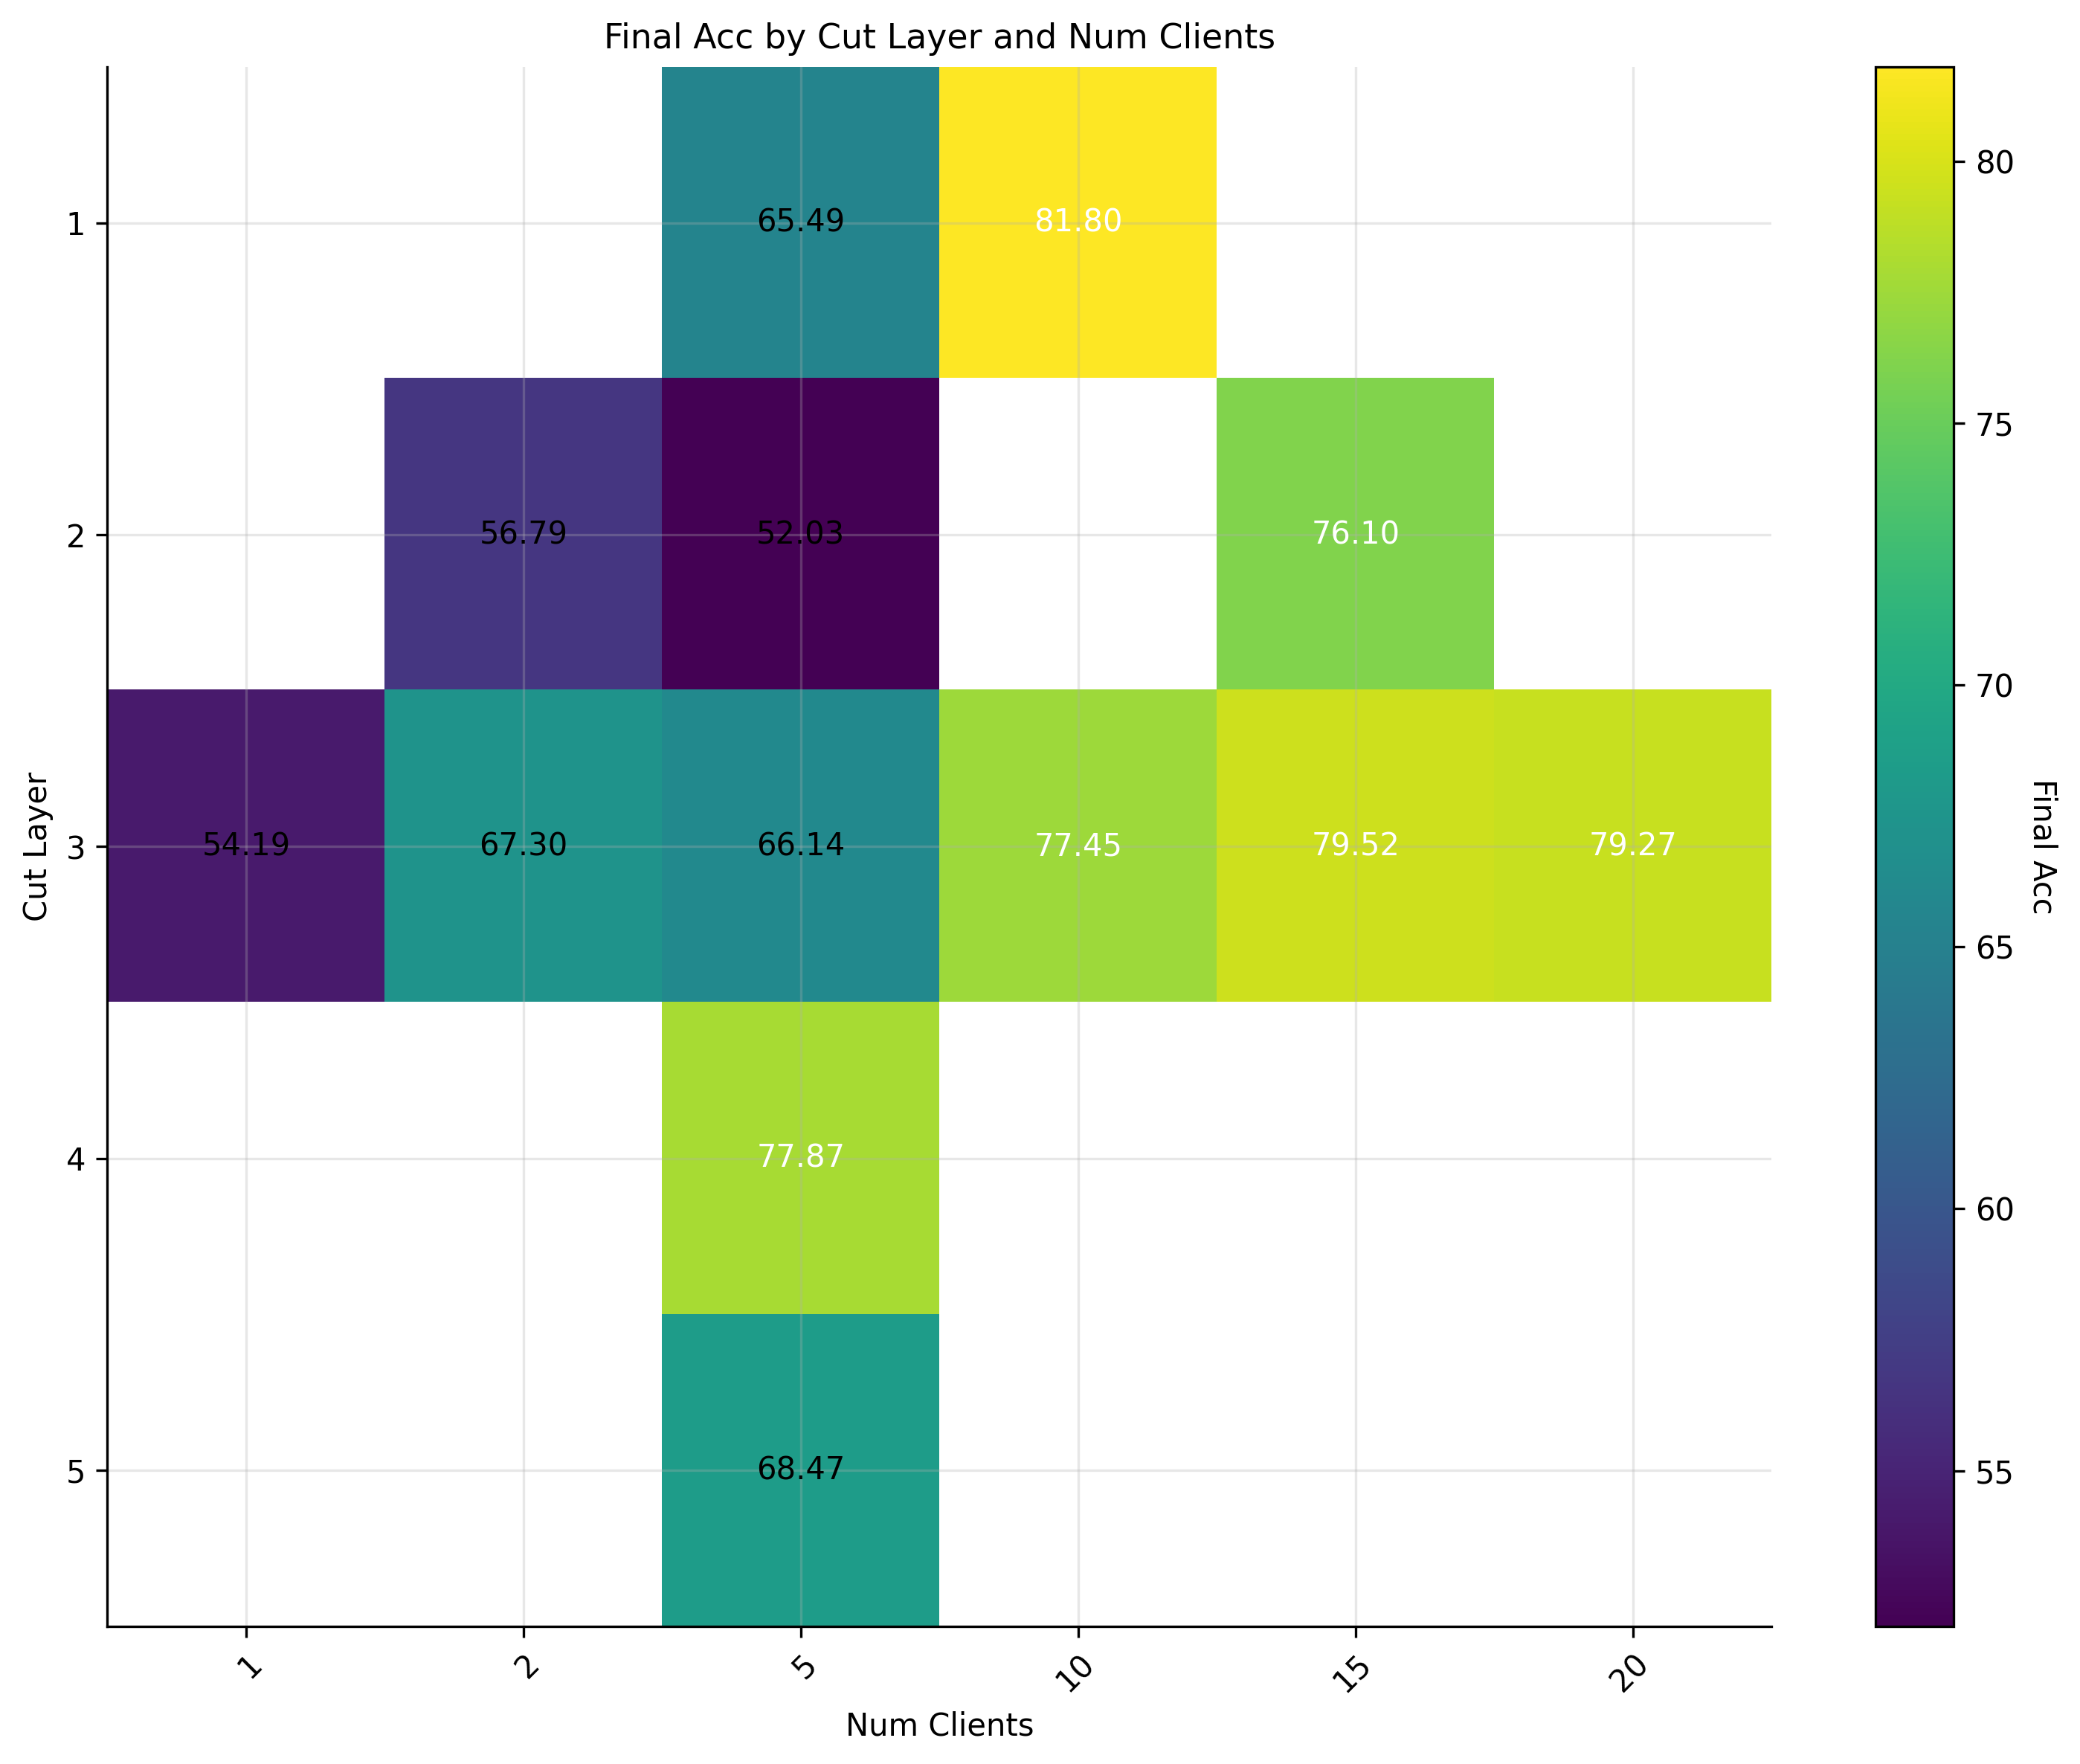 Final Acc by Cut Layer and Num Clients
1 65.49 81.80
2 56.79 52.03 76.10
3 54.19 67.30 66.14 77.45 79.52 79.27
4 77.87
5 68.47
Cut Layer
1 2 5 10 15 20
Num Clients
80
75
70
65
60
55
Final Acc